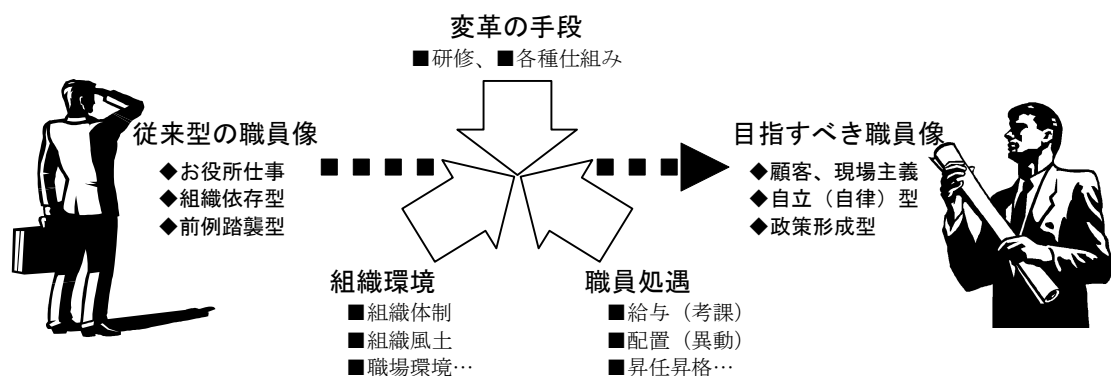 変革の手段
■研修、■各種仕組み
従来型の職員像
◆お役所仕事
◆組織依存型
◆前例踏襲型
目指すべき職員像
◆顧客、現場主義
◆自立（自律）型
◆政策形成型
組織環境
■組織体制
■組織風土
■職場環境…
職員処遇
■給与（考課）
■配置（異動）
■昇任昇格…